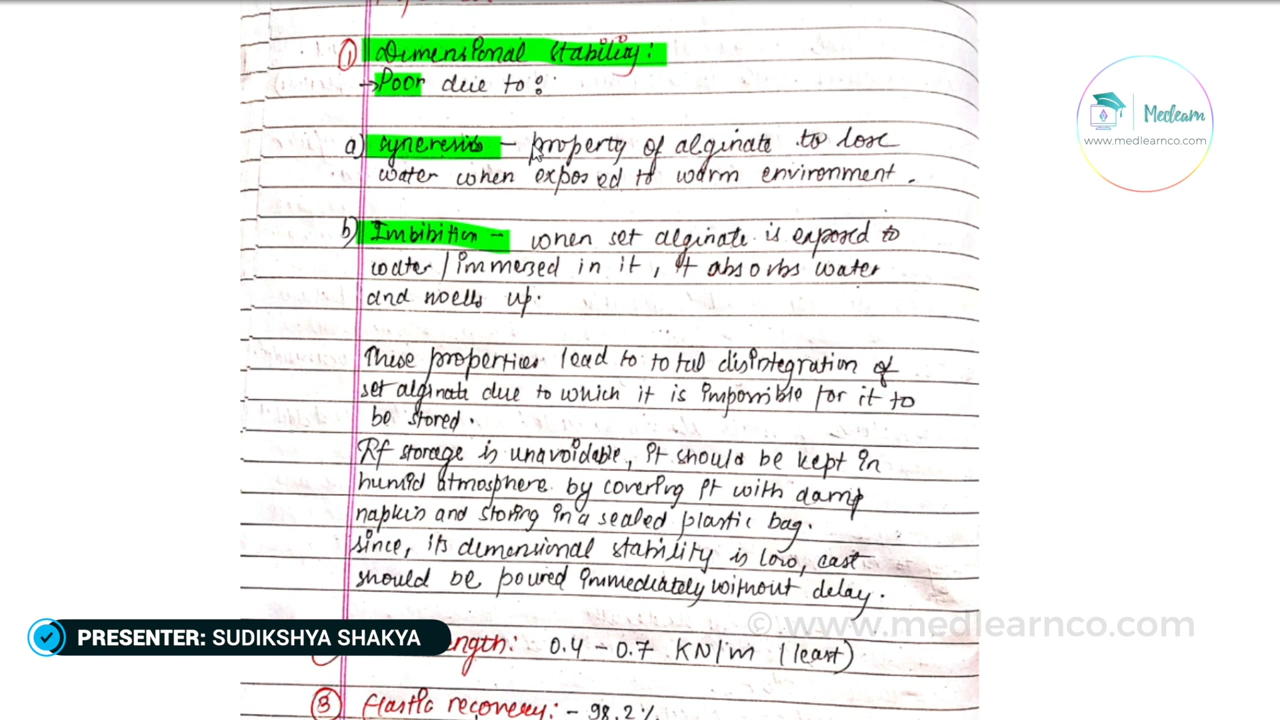 ① Dimensional stability:
→ Poor due to :
a) Syneresis - property of alginate to lose
water when exposed to warm environment.
b) Imbibition - when set alginate is exposed to
water / immersed in it, it absorbs water
and swells up.
These properties lead to total disintegration of
set alginate due to which it is impossible for it to
be stored.
If storage is unavoidable, it should be kept in
humid atmosphere by covering it with damp
napkin and storing in a sealed plastic bag.
since, its dimensional stability is low, cast
should be poured immediately without delay.
ength: 0.4 - 0.7 KN/m (least)
③ Elastic recovery: - 98.2%
Medlearn
www.medlearnco.com
© www.medlearnco.com
PRESENTER: SUDIKSHYA SHAKYA